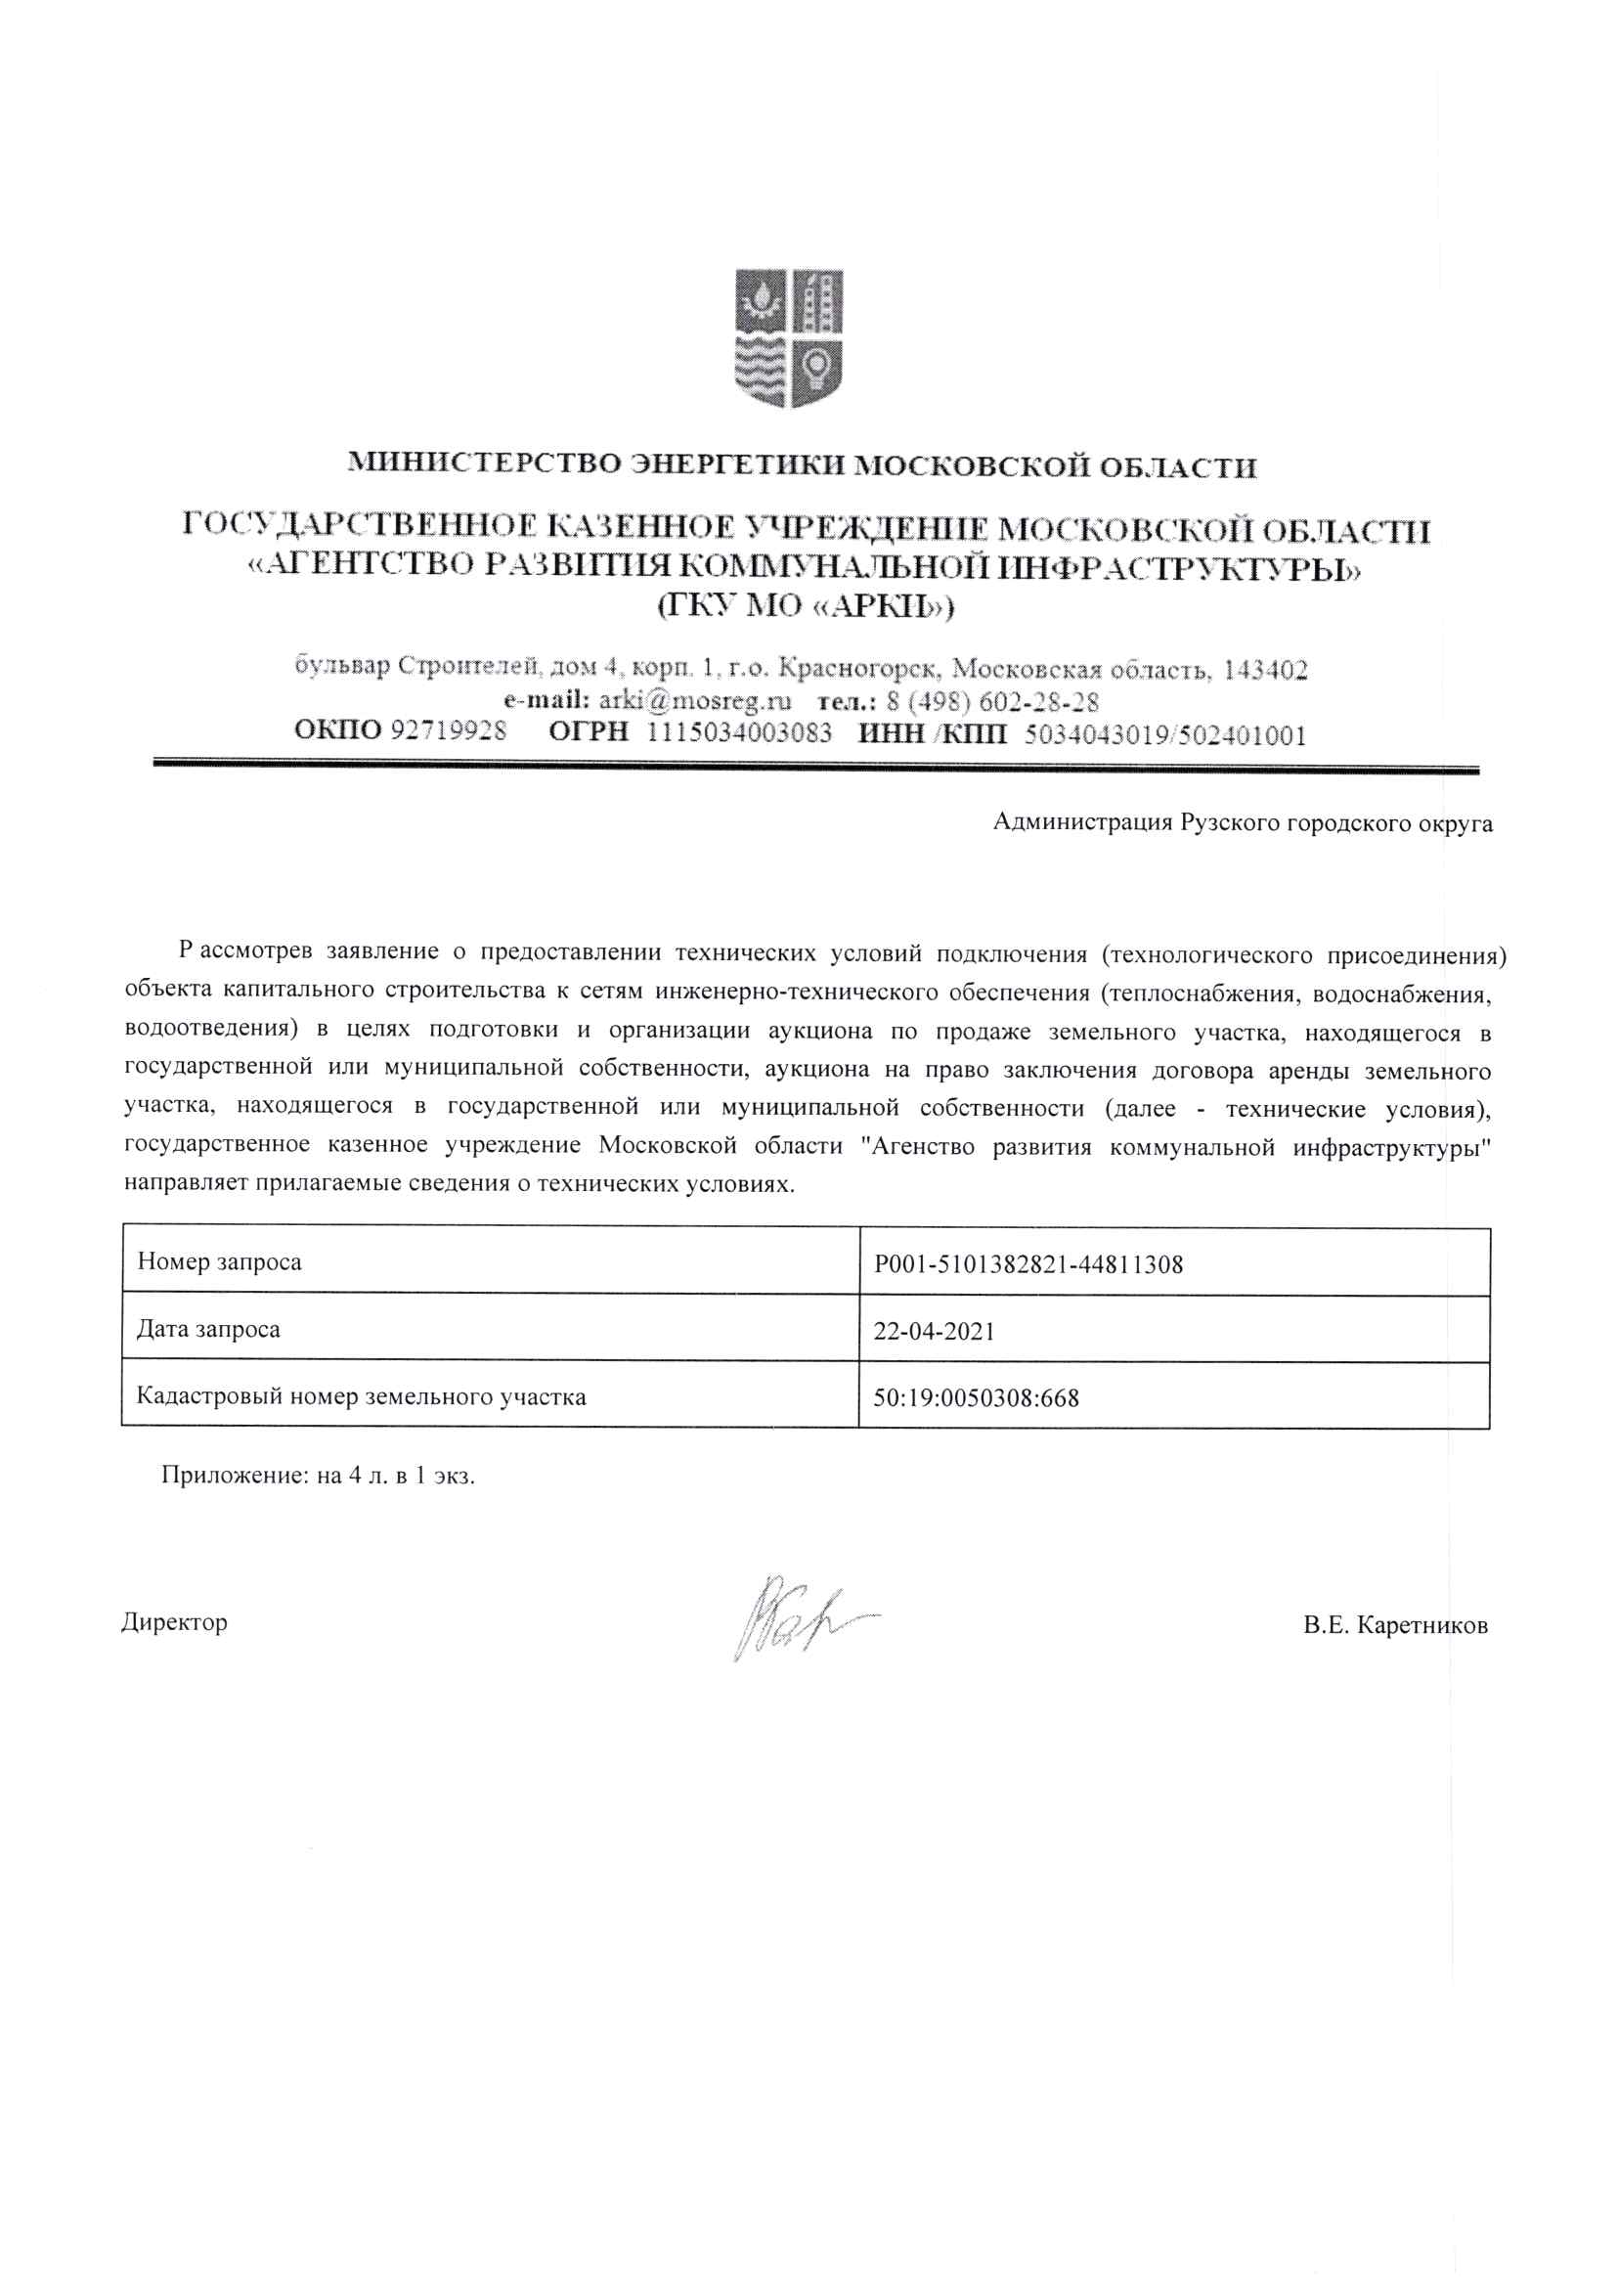 МИНИСТЕРСТВО ЭНЕРГЕТИКИ МОСКОВСКОЙ ОБЛАСТИ
ГОСУДАРСТВЕННОЕ КАЗЕННОЕ УЧРЕЖДЕНИЕ МОСКОВСКОЙ ОБЛАСТИ
«АГЕНТСТВО РАЗВИТИЯ КОММУНАЛЬНОЙ ИНФРАСТРУКТУРЫ»
(ГКУ МО «АРКИ»)
бульвар Строителей, дом 4, корп. 1, г.о. Красногорск, Московская область, 143402
e-mail: arki@mosreg.ru тел.: 8 (498) 602-28-28
ОКПО 92719928 ОГРН 1115034003083 ИНН /КПП 5034043019/502401001
Администрация Рузского городского округа
Р ассмотрев заявление о предоставлении технических условий подключения (технологического присоединения)
объекта капитального строительства к сетям инженерно-технического обеспечения (теплоснабжения, водоснабжения,
водоотведения) в целях подготовки и организации аукциона по продаже земельного участка, находящегося в
государственной или муниципальной собственности, аукциона на право заключения договора аренды земельного
участка, находящегося в государственной или муниципальной собственности (далее - технические условия),
государственное казенное учреждение Московской области "Агенство развития коммунальной инфраструктуры"
направляет прилагаемые сведения о технических условиях.
Номер запроса P001-5101382821-44811308
Дата запроса 22-04-2021
Кадастровый номер земельного участка 50:19:0050308:668
Приложение: на 4 л. в 1 экз.
Директор В.Е. Каретников